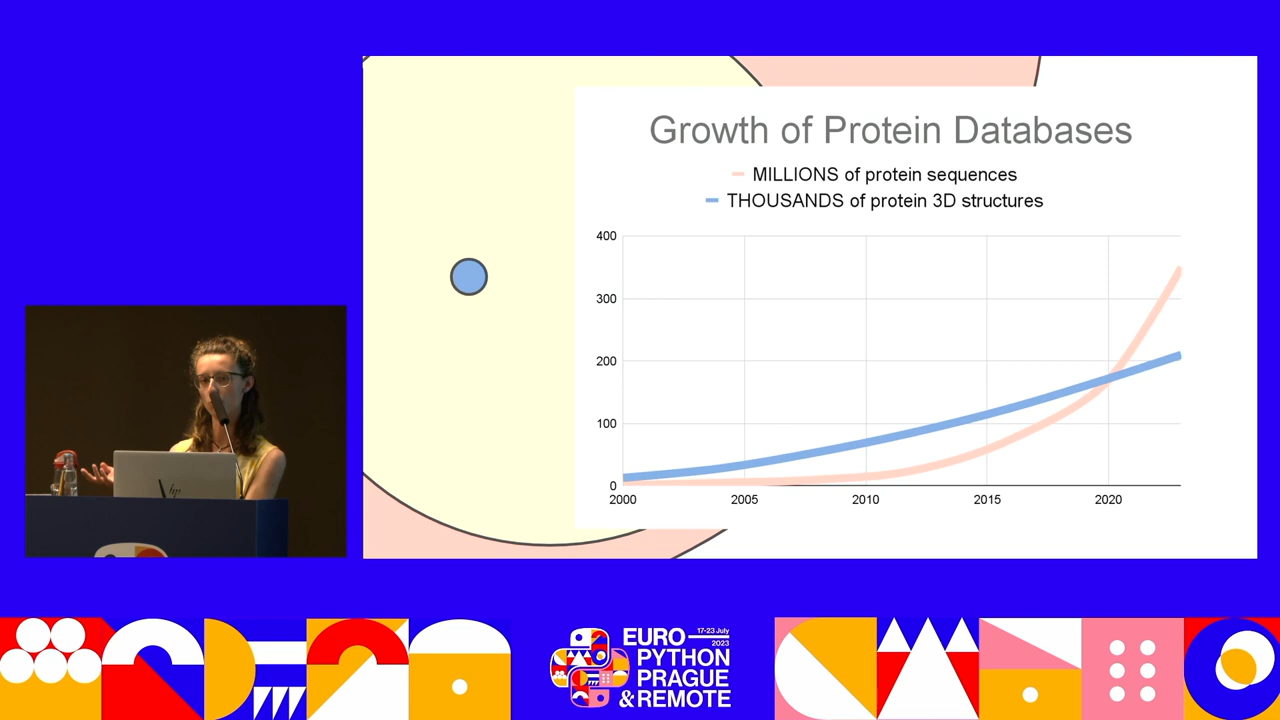 Growth of Protein Databases
MILLIONS of protein sequences
THOUSANDS of protein 3D structures
400
300
200
100
0
2000
2005
2010
2015
2020
hp
17-23 July
2023
EURO
PYTHON
PRAGUE
& REMOTE